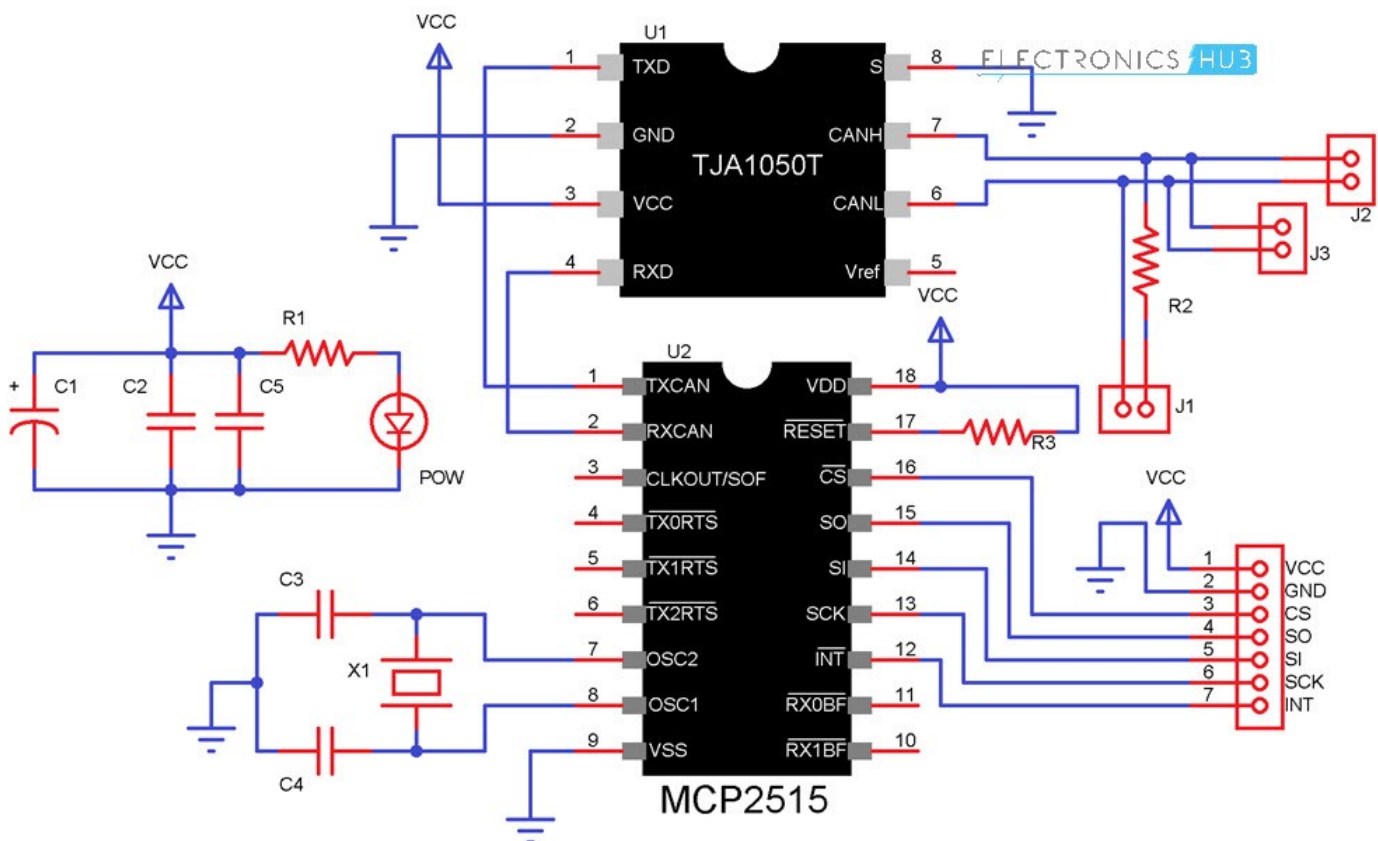 VCC
U1
1 TXD
2 GND
3 VCC
4 RXD
S 8
CANH 7
CANL 6
Vref 5
TJA1050T
ELECTRONICS HUB
J2
J3
R2
J1
VCC
R1
+ C1
C2
C5
POW
VCC
U2
1 TXCAN
2 RXCAN
3 CLKOUT/SOF
4 TX0RTS
5 TX1RTS
6 TX2RTS
7 OSC2
8 OSC1
9 VSS
VDD 18
RESET 17
CS 16
SO 15
SI 14
SCK 13
INT 12
RX0BF 11
RX1BF 10
MCP2515
R3
C3
X1
C4
VCC
1 VCC
2 GND
3 CS
4 SO
5 SI
6 SCK
7 INT